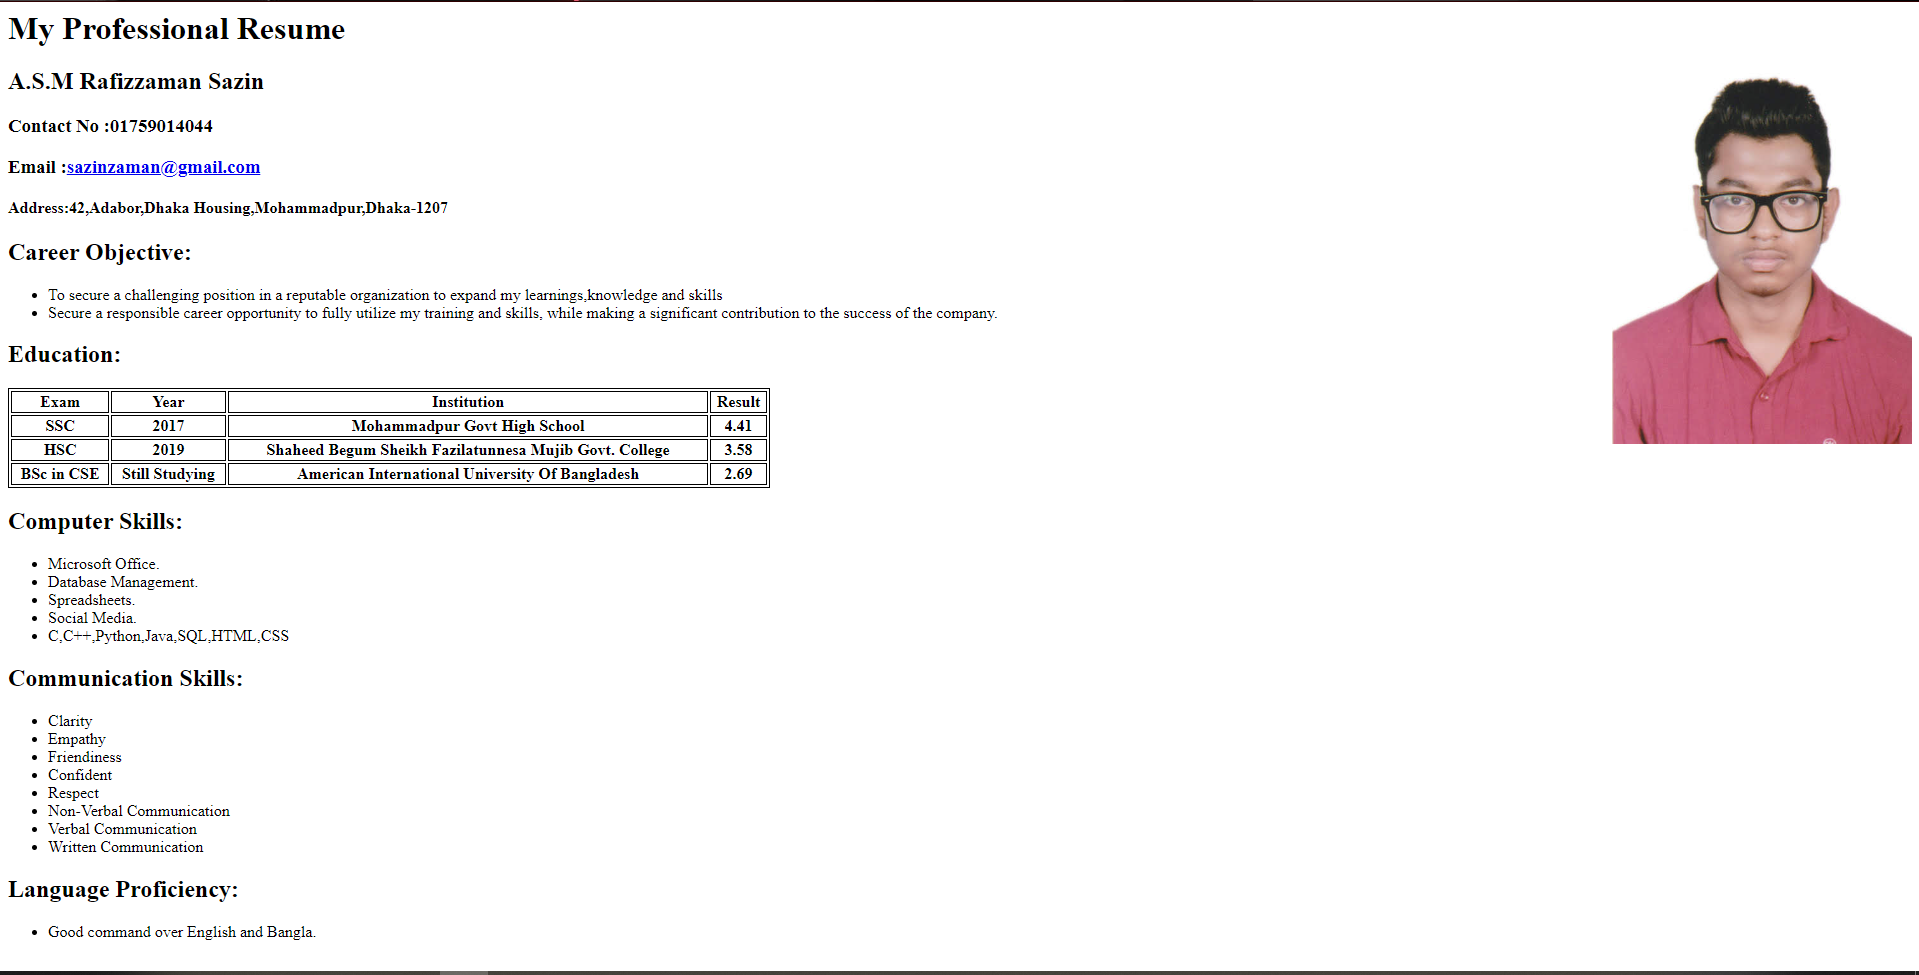 My Professional Resume
A.S.M Rafizzaman Sazin
Contact No :01759014044
Email :sazinzaman@gmail.com
Address:42,Adabor,Dhaka Housing,Mohammadpur,Dhaka-1207
Career Objective:
To secure a challenging position in a reputable organization to expand my learnings,knowledge and skills
Secure a responsible career opportunity to fully utilize my training and skills, while making a significant contribution to the success of the company.
Education:
Exam Year Institution Result
SSC 2017 Mohammadpur Govt High School 4.41
HSC 2019 Shaheed Begum Sheikh Fazilatunnesa Mujib Govt. College 3.58
BSc in CSE Still Studying American International University Of Bangladesh 2.69
Computer Skills:
Microsoft Office.
Database Management.
Spreadsheets.
Social Media.
C,C++,Python,Java,SQL,HTML,CSS
Communication Skills:
Clarity
Empathy
Friendiness
Confident
Respect
Non-Verbal Communication
Verbal Communication
Written Communication
Language Proficiency:
Good command over English and Bangla.